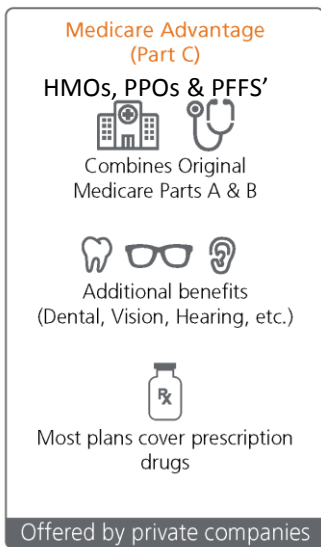 Medicare Advantage
(Part C)
HMOs, PPOs & PFFS’
Combines Original
Medicare Parts A & B
Additional benefits
(Dental, Vision, Hearing, etc.)
Rx
Most plans cover prescription
drugs
Offered by private companies